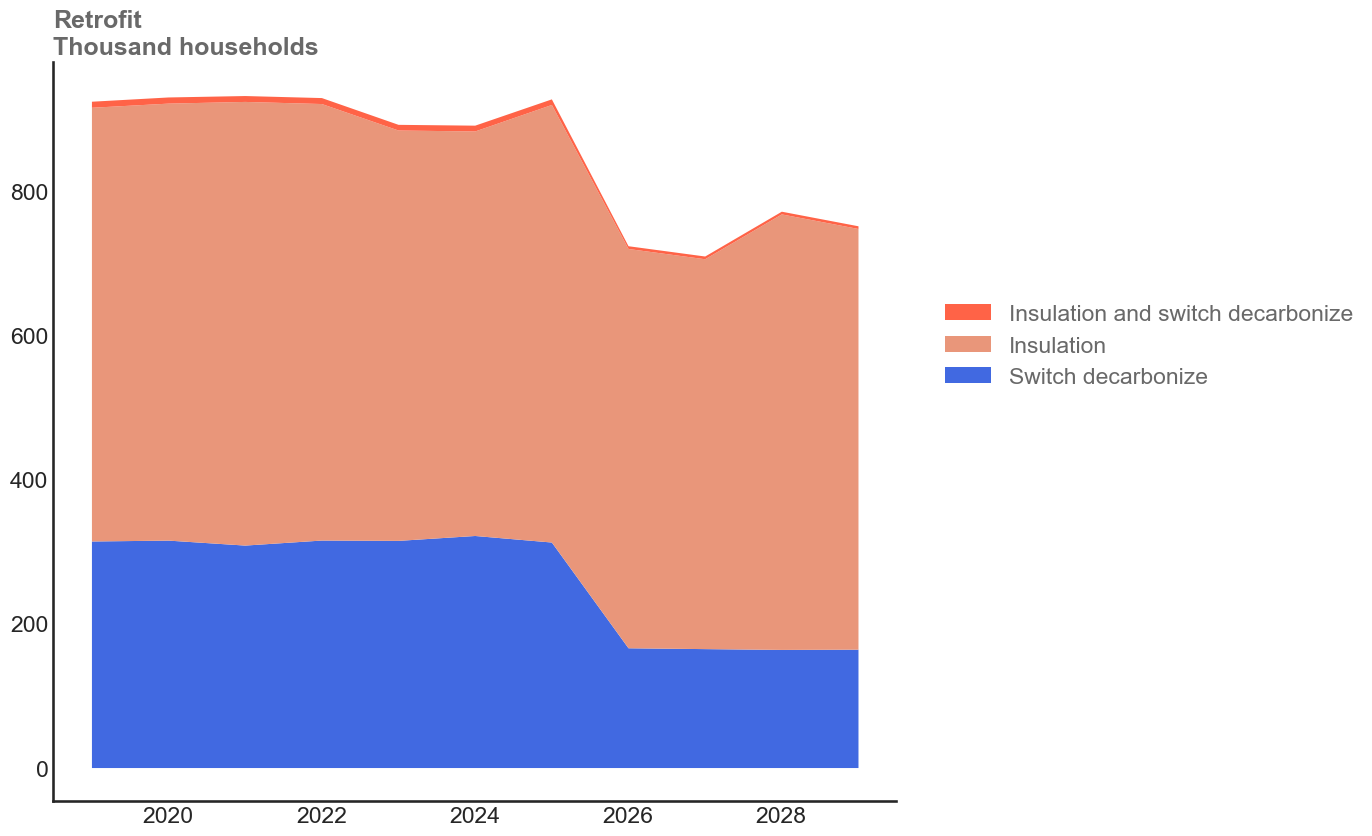 Retrofit
Thousand households
800
600
400
200
0
2020 2022 2024 2026 2028
Insulation and switch decarbonize
Insulation
Switch decarbonize